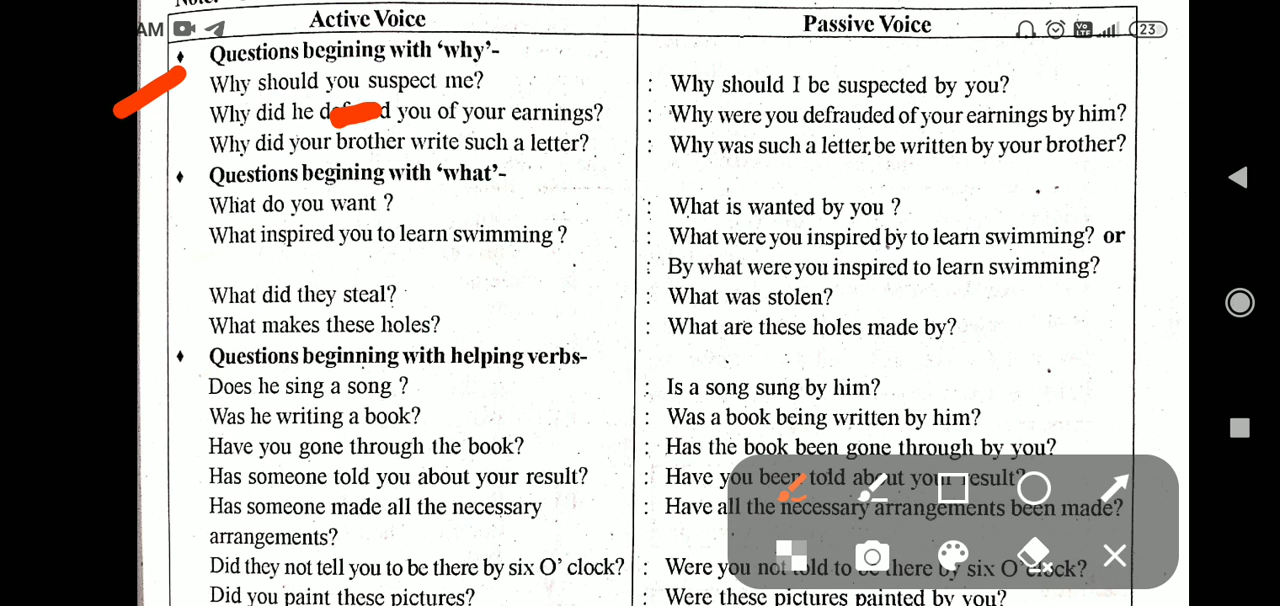 Active Voice : Passive Voice
AM 23
♦ Questions begining with ‘why’-
Why should you suspect me? : Why should I be suspected by you?
Why did he d d you of your earnings? : Why were you defrauded of your earnings by him?
Why did your brother write such a letter? : Why was such a letter be written by your brother?
♦ Questions begining with ‘what’-
What do you want ? : What is wanted by you ?
What inspired you to learn swimming ? : What were you inspired by to learn swimming? or
: By what were you inspired to learn swimming?
What did they steal? : What was stolen?
What makes these holes? : What are these holes made by?
♦ Questions beginning with helping verbs-
Does he sing a song ? : Is a song sung by him?
Was he writing a book? : Was a book being written by him?
Have you gone through the book? : Has the book been gone through by you?
Has someone told you about your result? : Have you been told about your result?
Has someone made all the necessary : Have all the necessary arrangements been made?
arrangements?
Did they not tell you to be there by six O’ clock? : Were you not told to be there by six O’ clock?
Did you paint these pictures? : Were these pictures painted by you?